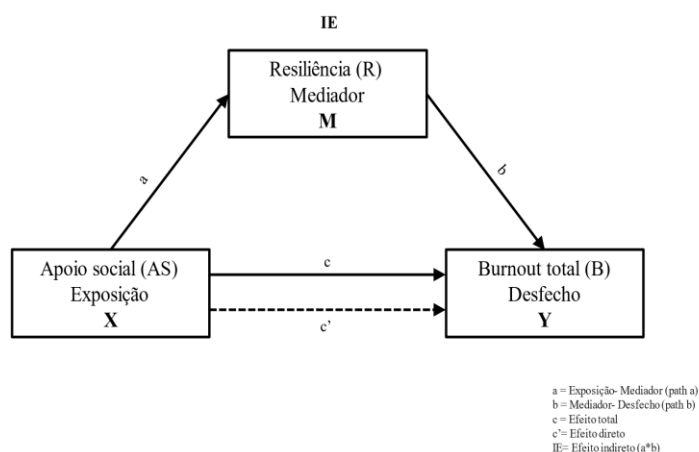 IE
Resiliência (R)
Mediador
M
a
b
Apoio social (AS)
Exposição
X
c
c’
Burnout total (B)
Desfecho
Y
a = Exposição- Mediador (path a)
b = Mediador- Desfecho (path b)
c = Efeito total
c’= Efeito direto
IE= Efeito indireto (a*b)